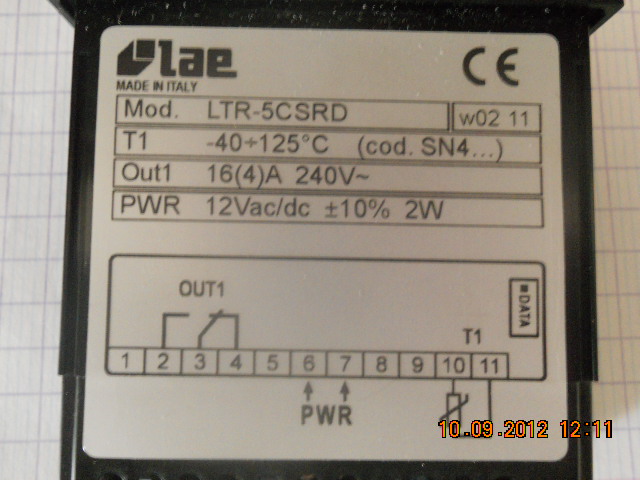 lae
CE
MADE IN ITALY
Mod. LTR-5CSRD w02 11
T1 -40÷125°C (cod. SN4...)
Out1 16(4)A 240V~
PWR 12Vac/dc ±10% 2W
OUT1
DATA
T1
1 2 3 4 5 6 7 8 9 10 11
PWR
10.09.2012 12:11